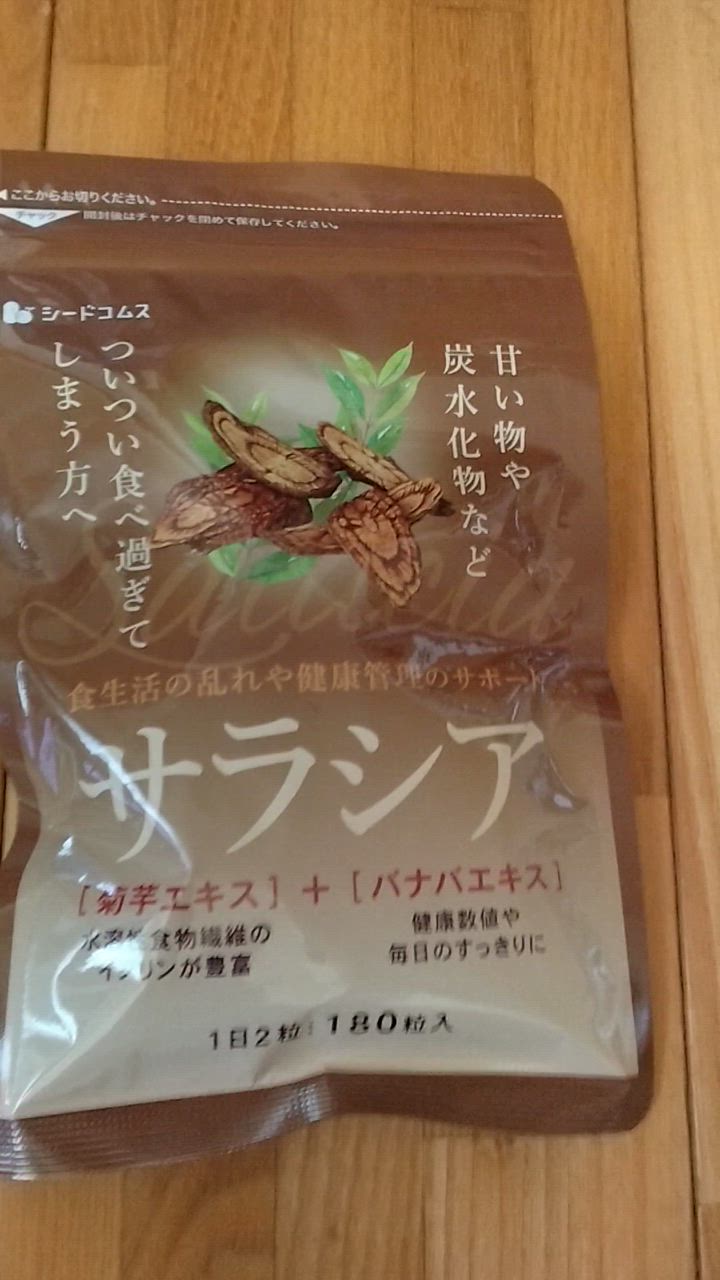 ここからお切りください。
チャック
開封後はチャックを閉めて保存してください。
シードコムス
甘い物や
炭水化物など
ついつい食べ過ぎて
しまう方へ
Salacia
食生活の乱れや健康管理のサポート
サラシア
[菊芋エキス]+[バナバエキス]
水溶性食物繊維の
イヌリンが豊富
健康数値や
毎日のすっきりに
1日2粒 180粒入